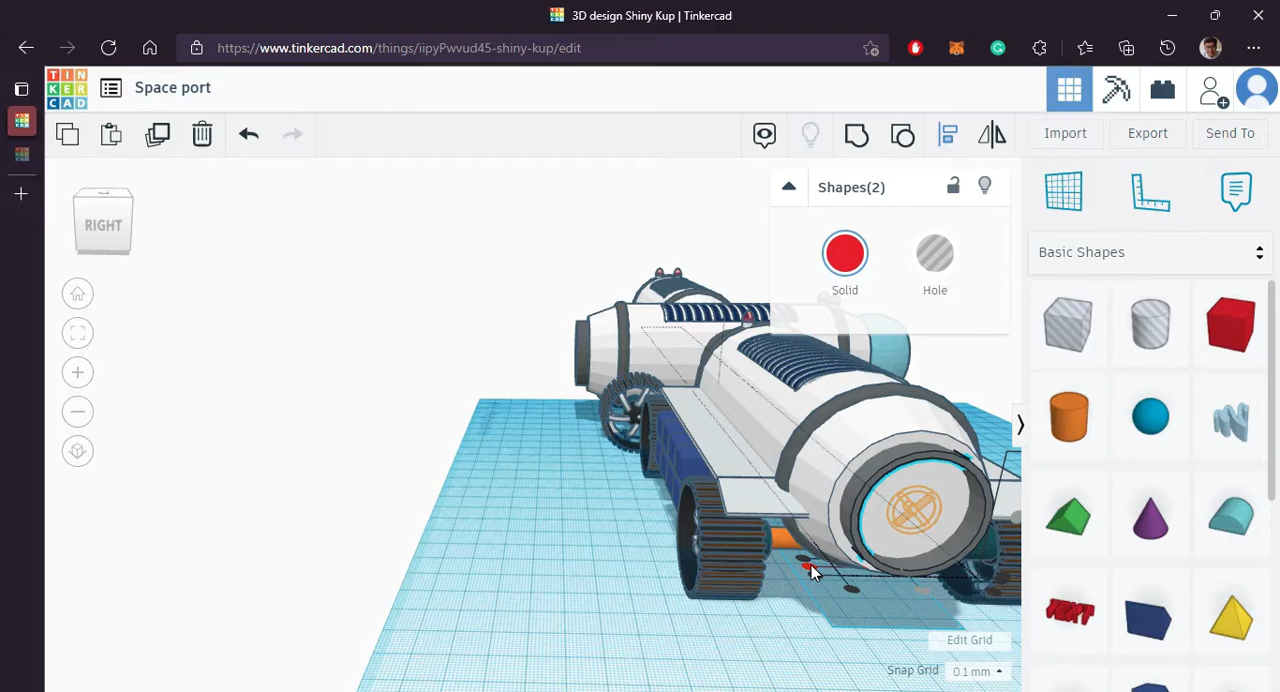 3D design Shiny Kup | Tinkercad
https://www.tinkercad.com/things/iipyPwvud45-shiny-kup/edit
TIN
KER
CAD
Space port
Import
Export
Send To
RIGHT
Shapes(2)
Solid
Hole
Basic Shapes
TEXT
Edit Grid
Snap Grid
0.1 mm